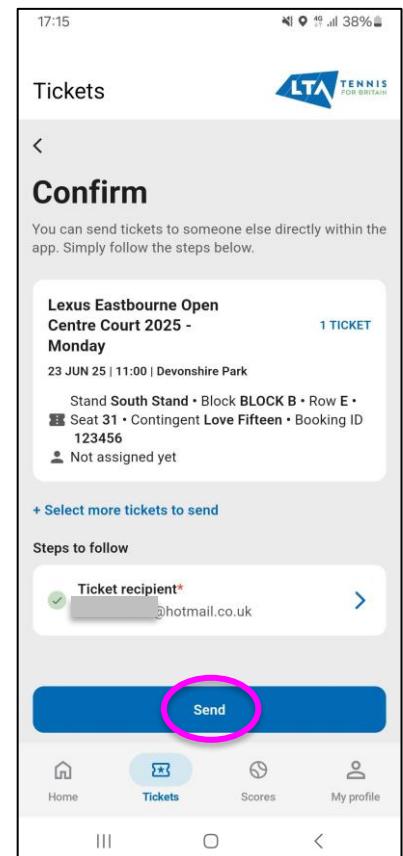 17:15 4G 38%
Tickets LTA TENNIS
FOR BRITAIN
Confirm
You can send tickets to someone else directly within the
app. Simply follow the steps below.
Lexus Eastbourne Open
Centre Court 2025 -
Monday
1 TICKET
23 JUN 25 | 11:00 | Devonshire Park
Stand South Stand • Block BLOCK B • Row E •
Seat 31 • Contingent Love Fifteen • Booking ID
123456
Not assigned yet
+ Select more tickets to send
Steps to follow
Ticket recipient*
@hotmail.co.uk
Send
Home Tickets Scores My profile